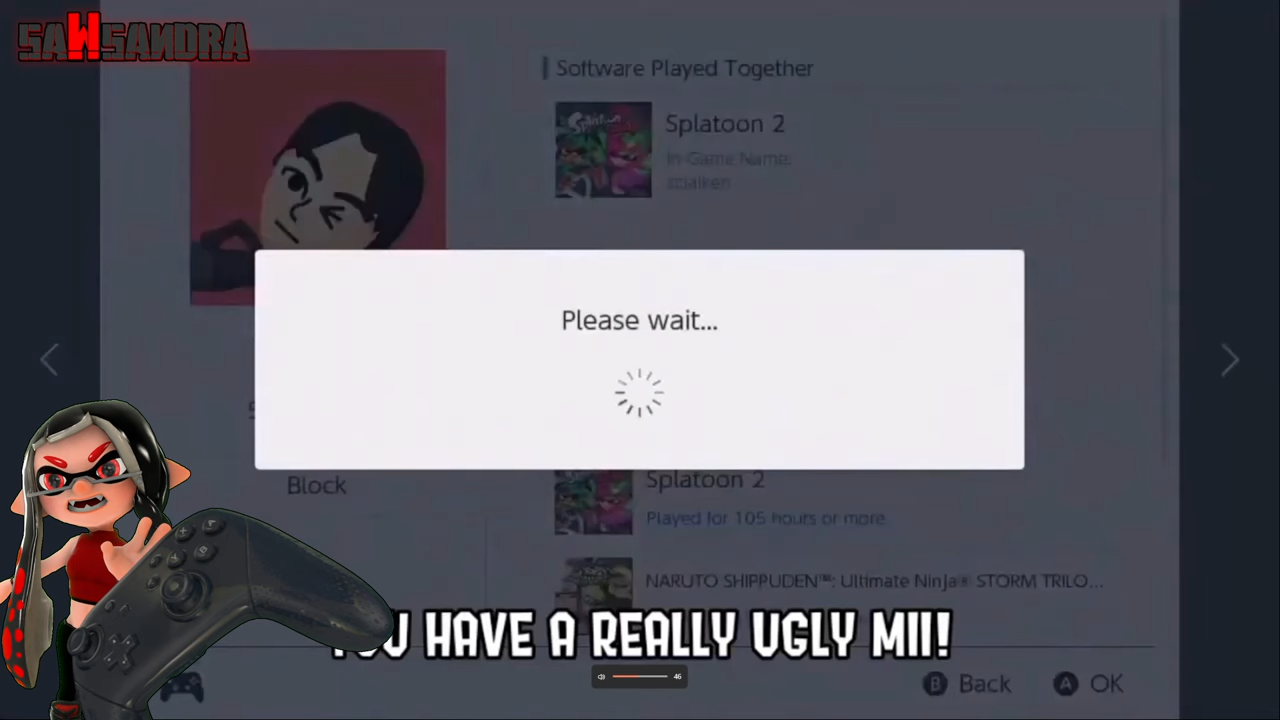 SAWSANDRA
Software Played Together
Splatoon 2
In-Game Name:
Please wait...
Block
Splatoon 2
Played for 105 hours or more
NARUTO SHIPPUDEN™: Ultimate Ninja® STORM TRILO...
YOU HAVE A REALLY UGLY MII!
46
B Back
A OK